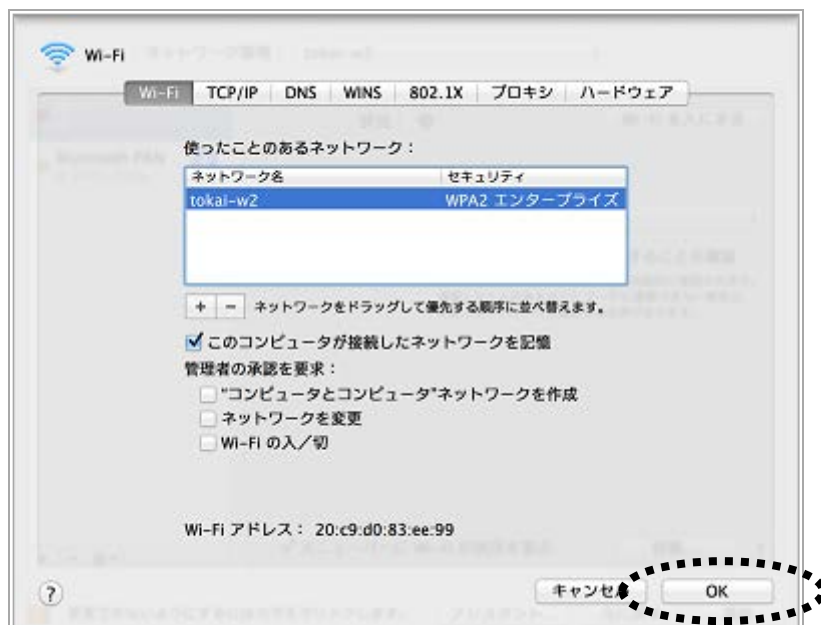 Wi-Fi
Wi-Fi TCP/IP DNS WINS 802.1X プロキシ ハードウェア
使ったことのあるネットワーク：
ネットワーク名 セキュリティ
tokai-w2 WPA2 エンタープライズ
+ − ネットワークをドラッグして優先する順序に並べ替えます。
このコンピュータが接続したネットワークを記憶
管理者の承認を要求：
"コンピュータとコンピュータ"ネットワークを作成
ネットワークを変更
Wi-Fi の入／切
Wi-Fi アドレス： 20:c9:d0:83:ee:99
? キャンセル OK